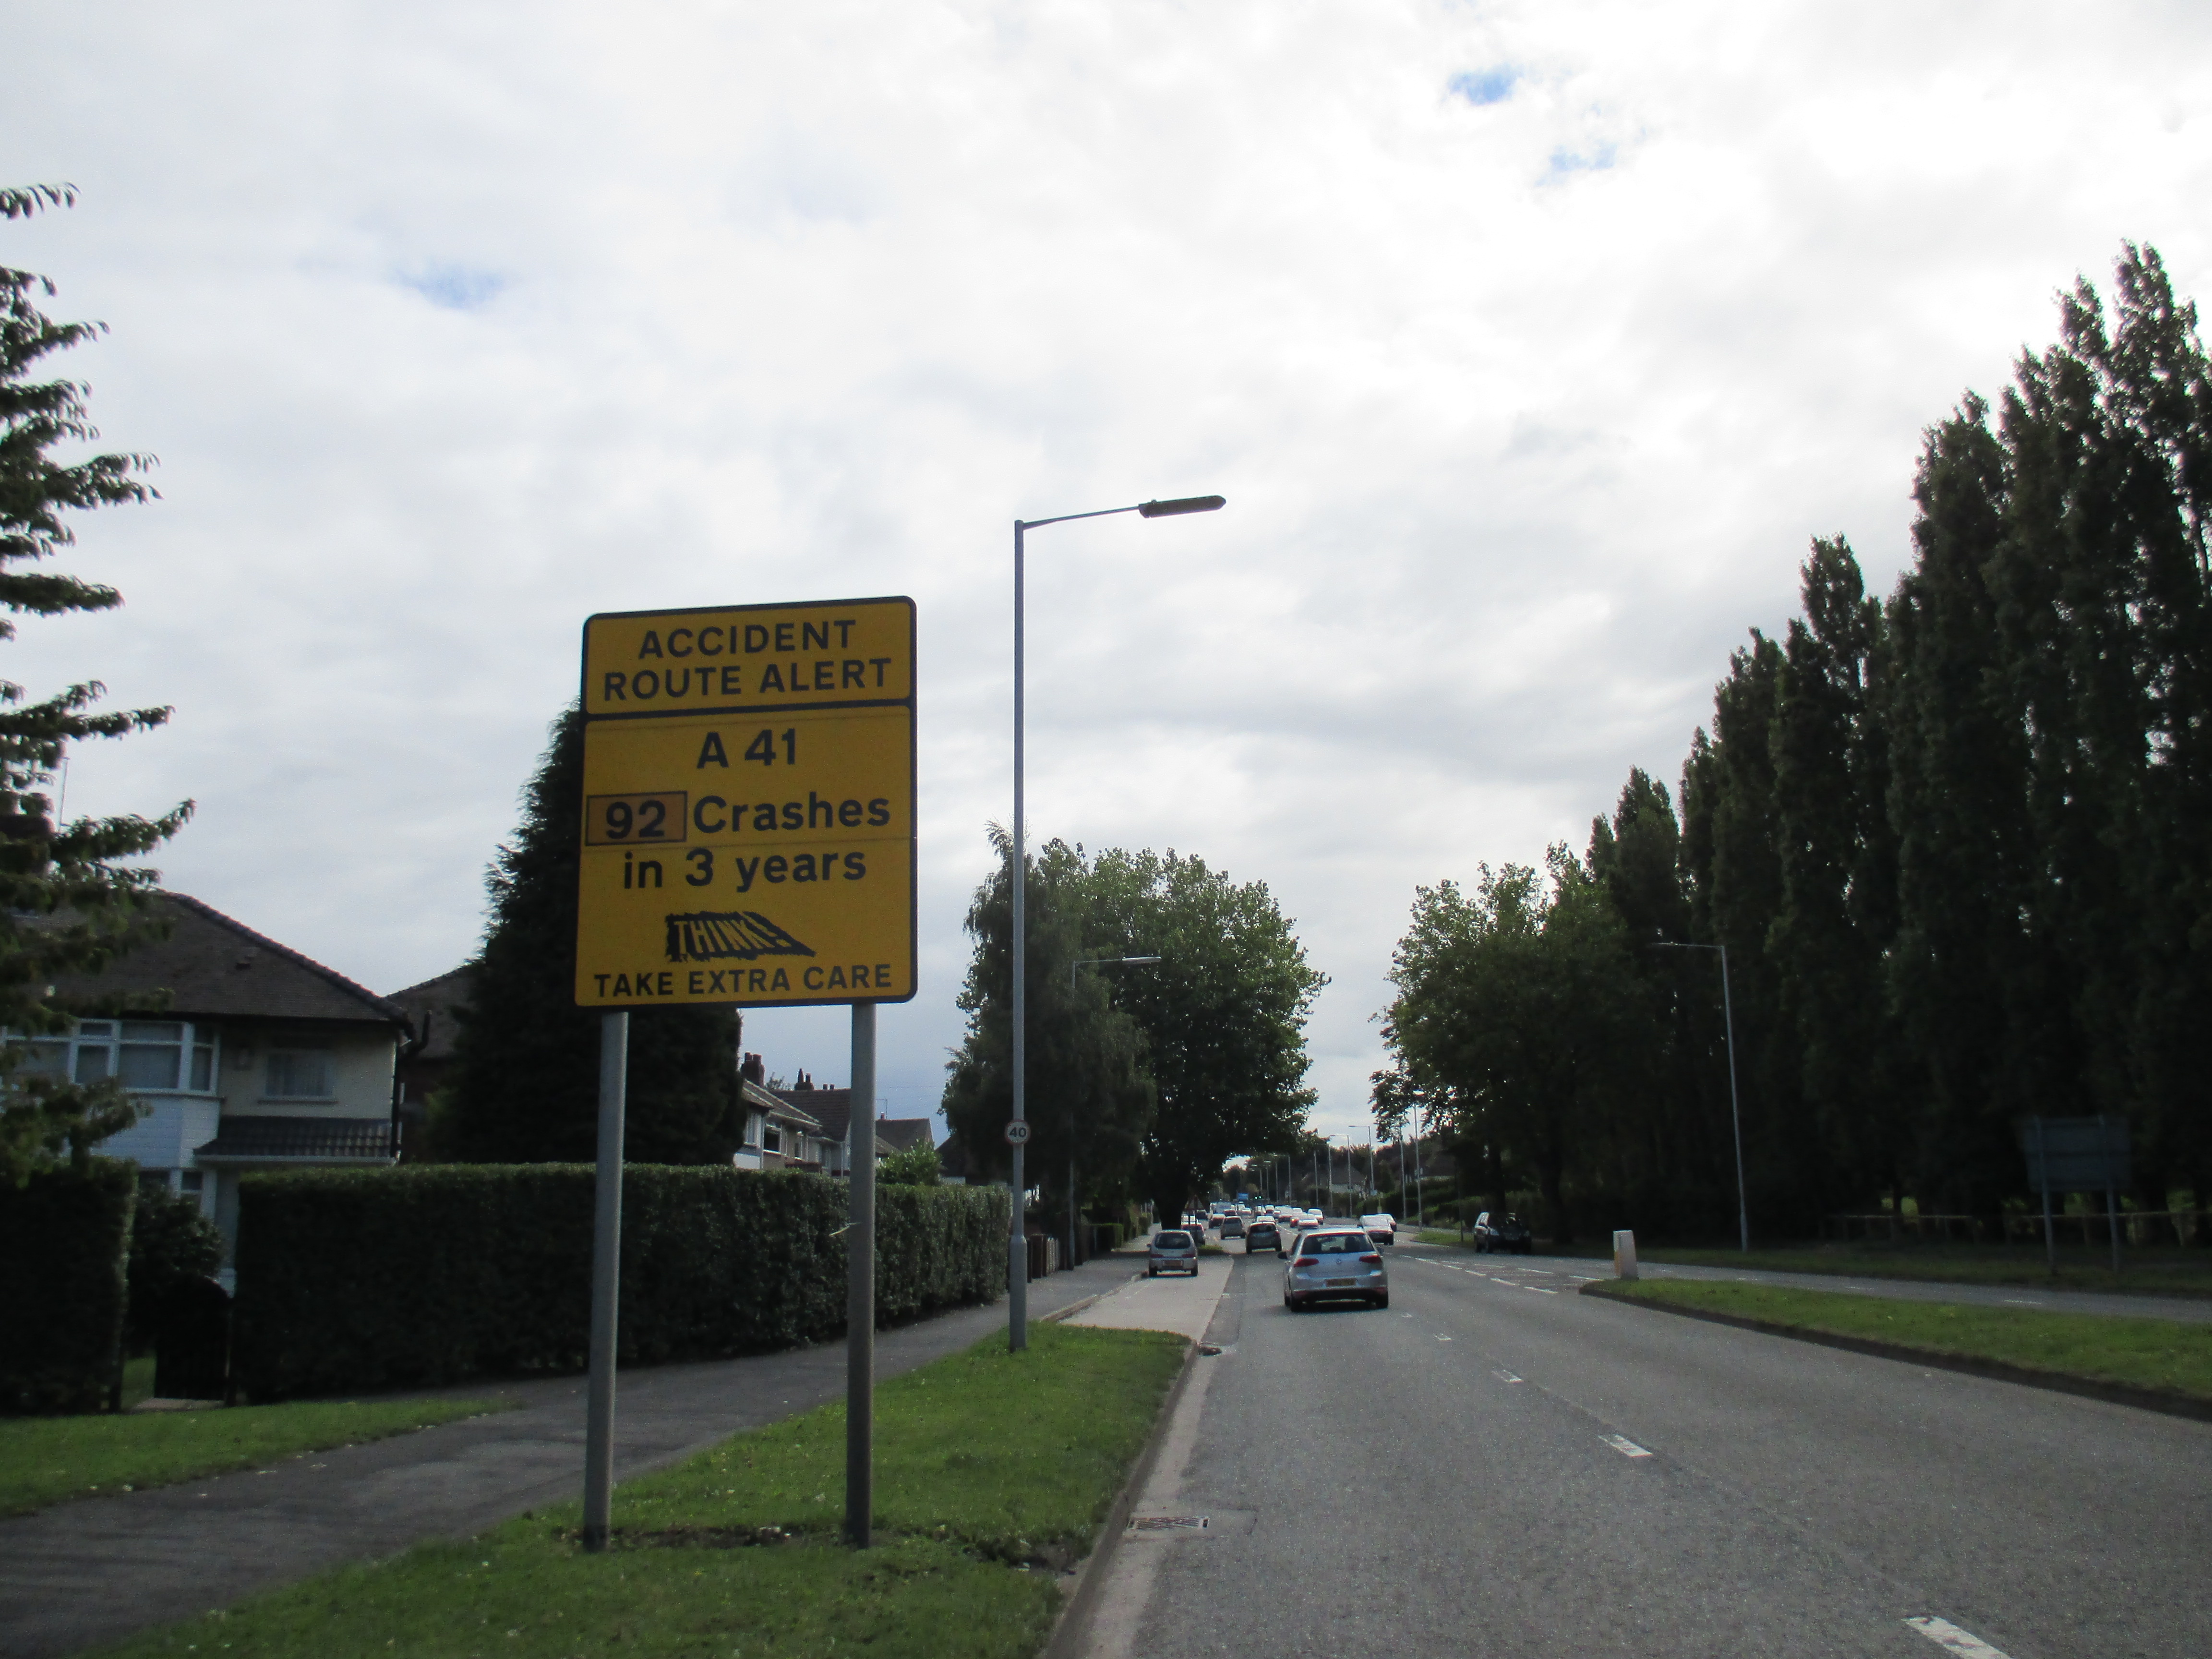 ACCIDENT
ROUTE ALERT
A 41
92 Crashes
in 3 years
THINK!
TAKE EXTRA CARE
40